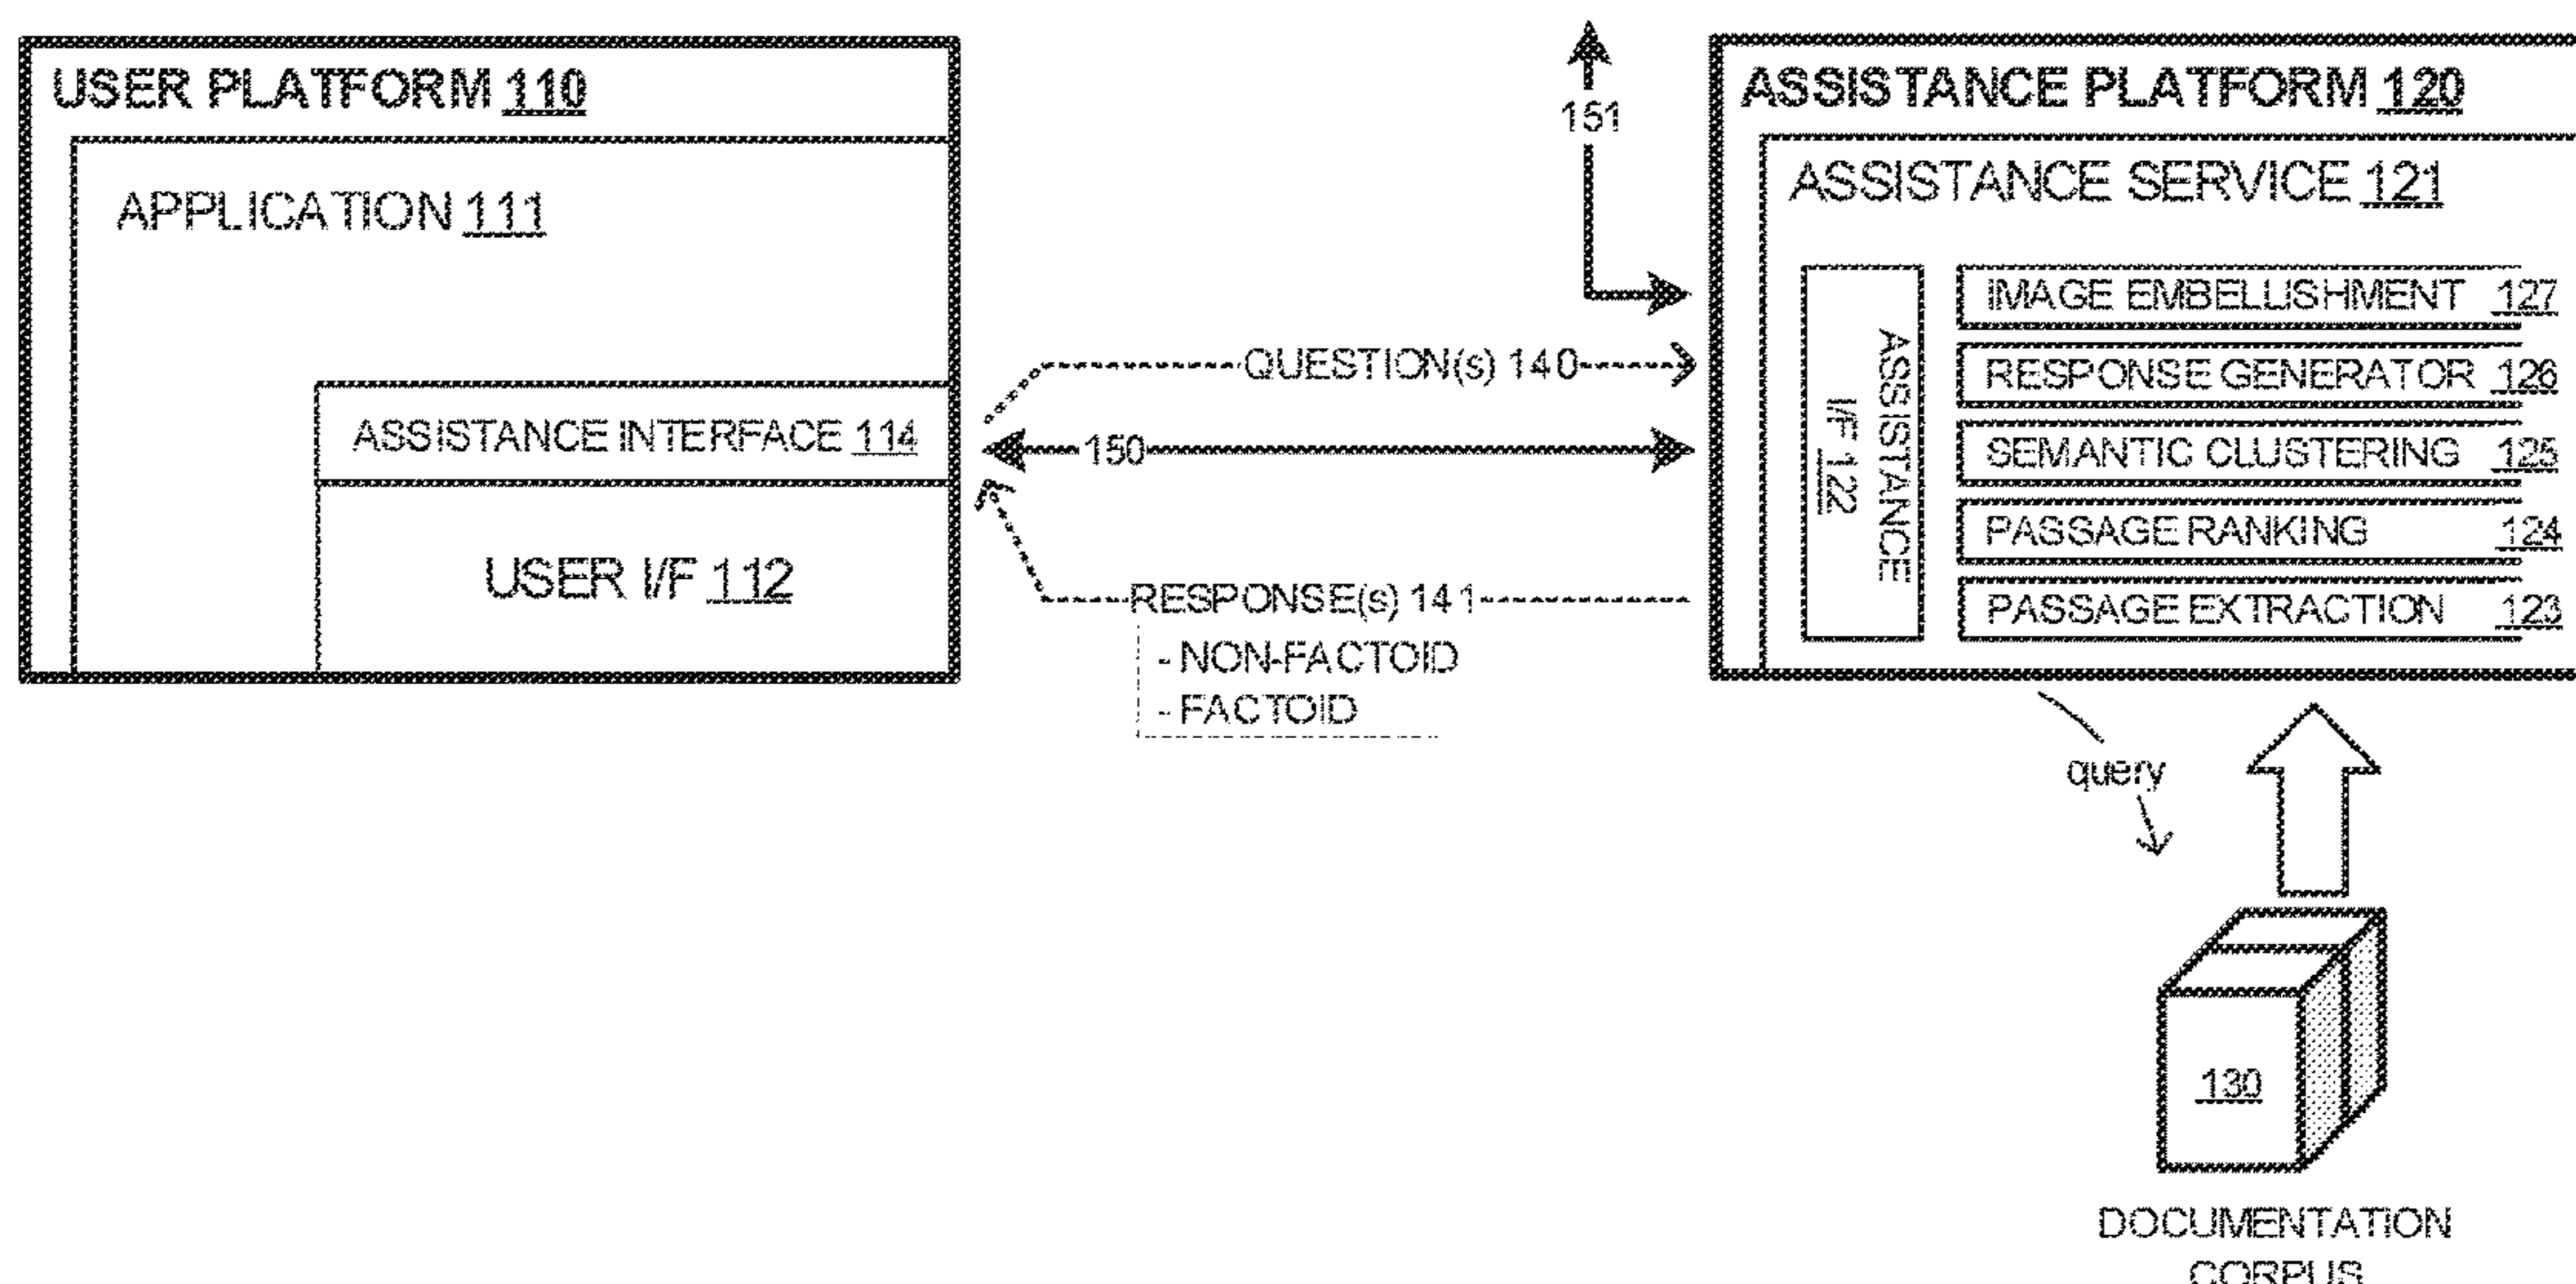 USER PLATFORM 110
APPLICATION 111
ASSISTANCE INTERFACE 114
USER I/F 112
151
QUESTION(s) 140
150
RESPONSE(s) 141
- NON-FACTOID
- FACTOID
ASSISTANCE PLATFORM 120
ASSISTANCE SERVICE 121
ASSISTANCE
I/F 122
IMAGE EMBELLISHMENT 127
RESPONSE GENERATOR 126
SEMANTIC CLUSTERING 125
PASSAGE RANKING 124
PASSAGE EXTRACTION 123
query
130
DOCUMENTATION
CORPUS